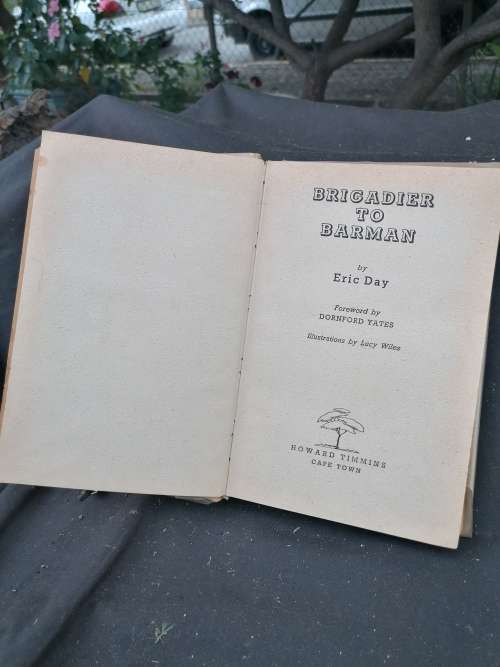 BRIGADIER
TO
BARMAN
by
Eric Day
Foreword by
DORNFORD YATES
Illustrations by Lucy Wiles
HOWARD TIMMINS
CAPE TOWN